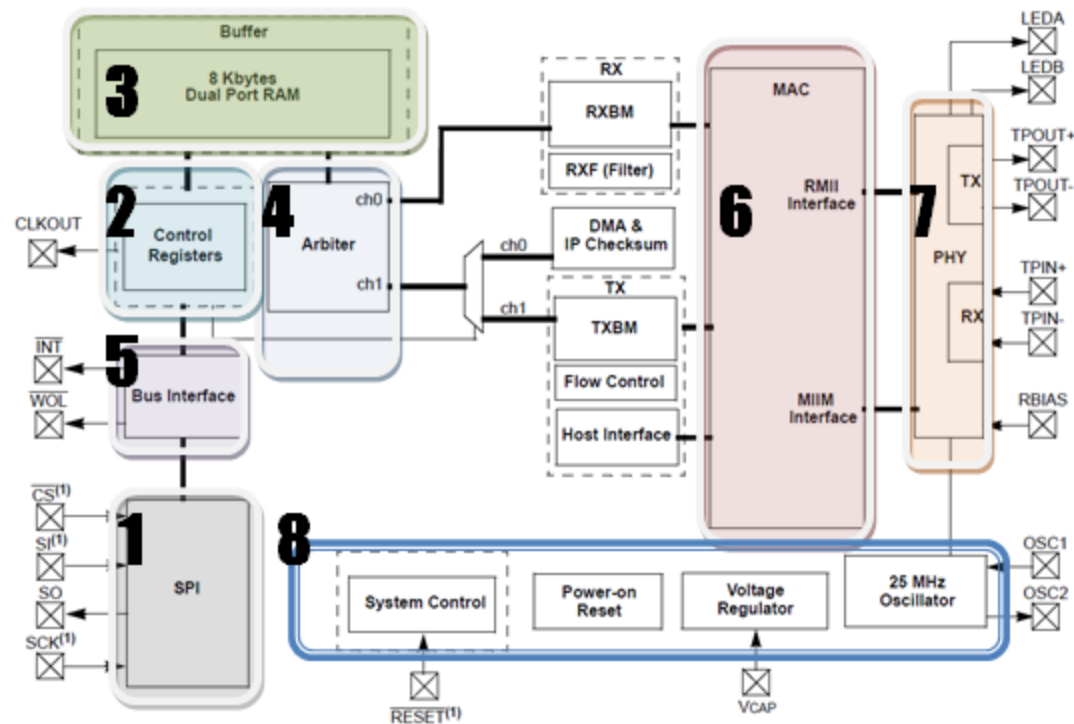 Buffer
3
8 Kbytes
Dual Port RAM
2
Control
Registers
CLKOUT
4
Arbiter
ch0
ch1
RX
RXBM
RXF (Filter)
ch0
DMA &
IP Checksum
ch1
TX
TXBM
Flow Control
Host Interface
MAC
6
RMII
Interface
MIIM
Interface
7
TX
PHY
RX
LEDA
LEDB
TPOUT+
TPOUT-
TPIN+
TPIN-
RBIAS
5
Bus Interface
INT
WOL
1
SPI
CS(1)
SI(1)
SO
SCK(1)
8
System Control
Power-on
Reset
Voltage
Regulator
25 MHz
Oscillator
OSC1
OSC2
RESET(1)
VCAP